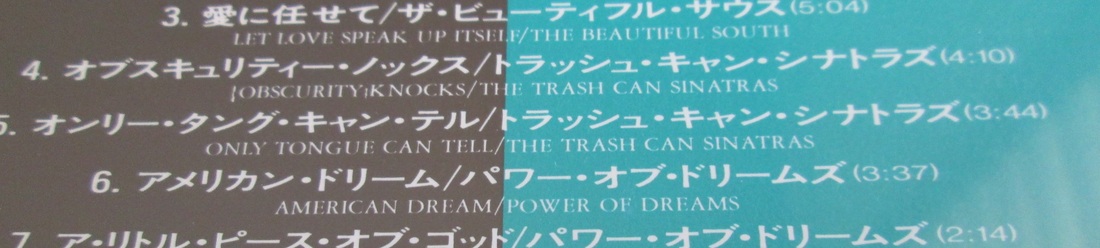 3. 愛に任せて/ザ・ビューティフル・サウス(5:04)
LET LOVE SPEAK UP ITSELF/THE BEAUTIFUL SOUTH
4. オブスキュリティー・ノックス/トラッシュ・キャン・シナトラズ(4:10)
[OBSCURITY]KNOCKS/THE TRASH CAN SINATRAS
5. オンリー・タング・キャン・テル/トラッシュ・キャン・シナトラズ(3:44)
ONLY TONGUE CAN TELL/THE TRASH CAN SINATRAS
6. アメリカン・ドリーム/パワー・オブ・ドリームズ(3:37)
AMERICAN DREAM/POWER OF DREAMS
7. ア・リトル・ピース・オブ・ゴッド/パワー・オブ・ドリームズ(2:14)